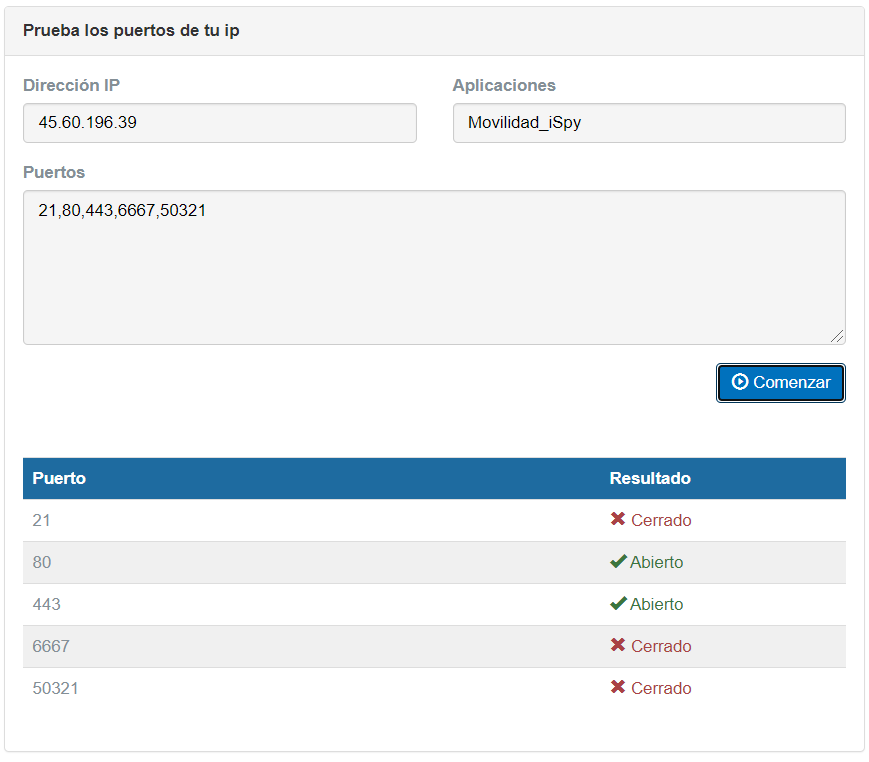 Prueba los puertos de tu ip
Dirección IP Aplicaciones
45.60.196.39 Movilidad_iSpy
Puertos
21,80,443,6667,50321
Comenzar
Puerto Resultado
21 Cerrado
80 Abierto
443 Abierto
6667 Cerrado
50321 Cerrado